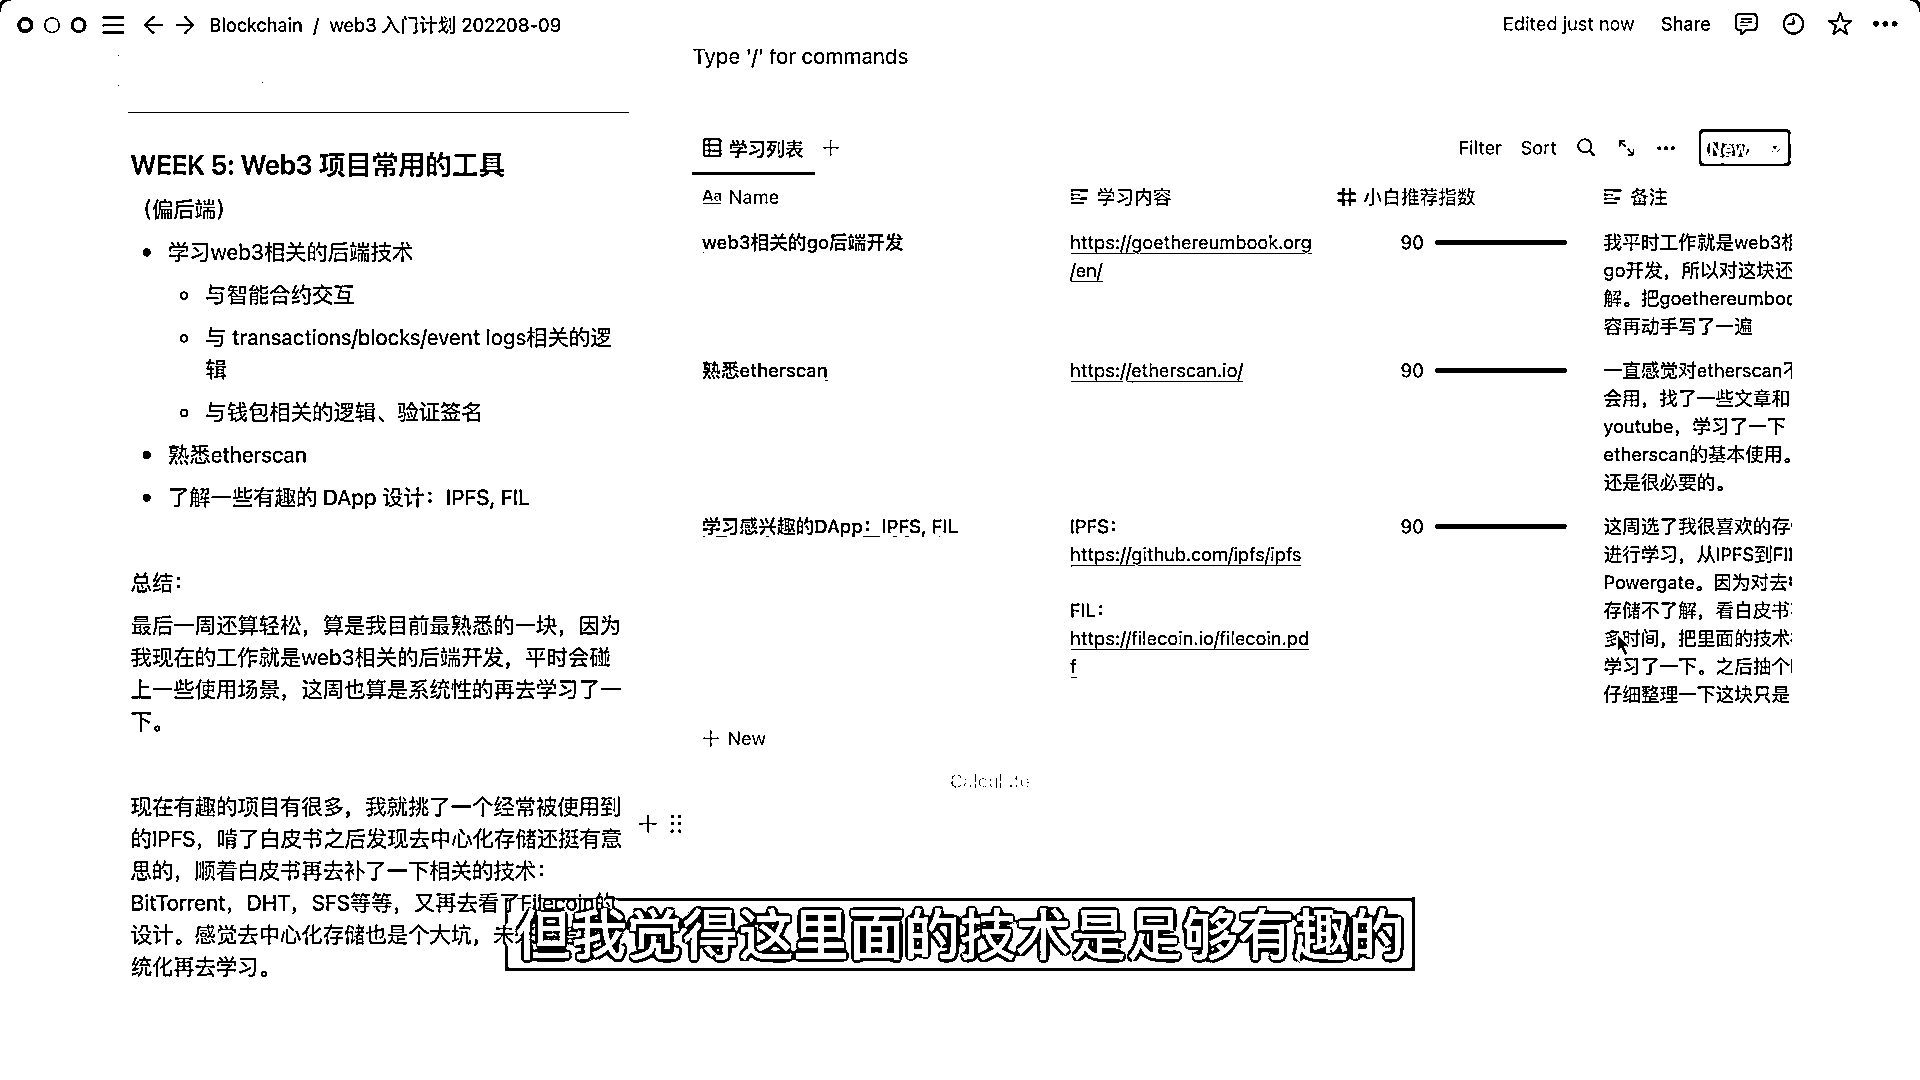 Blockchain / web3 入门计划 202208-09
Edited just now Share
Type '/' for commands
WEEK 5: Web3 项目常用的工具
（偏后端）
学习web3相关的后端技术
与智能合约交互
与 transactions/blocks/event logs相关的逻
辑
与钱包相关的逻辑、验证签名
熟悉etherscan
了解一些有趣的 DApp 设计：IPFS, FIL
总结：
最后一周还算轻松，算是我目前最熟悉的一块，因为
我现在的工作就是web3相关的后端开发，平时会碰
上一些使用场景，这周也算是系统性的再去学习了一
下。
现在有趣的项目有很多，我就挑了一个经常被使用到
的IPFS，啃了白皮书之后发现去中心化存储还挺有意
思的，顺着白皮书再去补了一下相关的技术：
BitTorrent，DHT，SFS等等，又再去看了Filecoin的
设计。感觉去中心化存储也是个大坑，
统化再去学习。
学习列表
Filter Sort New
Aa Name 学习内容 小白推荐指数 备注
web3相关的go后端开发
https://goethereumbook.org
/en/
90
我平时工作就是web3相
go开发，所以对这块还
解。把goethereumboo
容再动手写了一遍
熟悉etherscan
https://etherscan.io/
90
一直感觉对etherscan不
会用，找了一些文章和
youtube，学习了一下
etherscan的基本使用。
还是很必要的。
学习感兴趣的DApp：IPFS, FIL
IPFS：
https://github.com/ipfs/ipfs
FIL：
https://filecoin.io/filecoin.pd
f
90
这周选了我很喜欢的存
进行学习，从IPFS到FI
Powergate。因为对去
存储不了解，看白皮书
多时间，把里面的技术
学习了一下。之后抽个
仔细整理一下这块只是
New
Calculate
但我觉得这里面的技术是足够有趣的